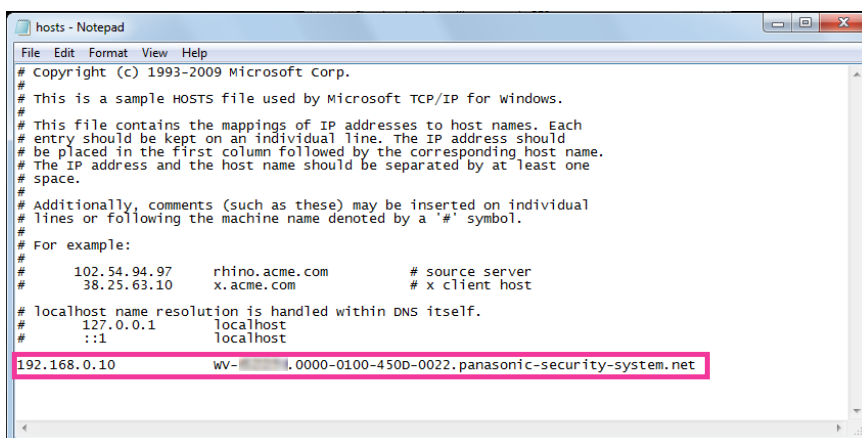 hosts - Notepad
File Edit Format View Help
# Copyright (c) 1993-2009 Microsoft Corp.
#
# This is a sample HOSTS file used by Microsoft TCP/IP for Windows.
#
# This file contains the mappings of IP addresses to host names. Each
# entry should be kept on an individual line. The IP address should
# be placed in the first column followed by the corresponding host name.
# The IP address and the host name should be separated by at least one
# space.
#
# Additionally, comments (such as these) may be inserted on individual
# lines or following the machine name denoted by a '#' symbol.
#
# For example:
#
# 102.54.94.97 rhino.acme.com # source server
# 38.25.63.10 x.acme.com # x client host
# localhost name resolution is handled within DNS itself.
# 127.0.0.1 localhost
# ::1 localhost
192.168.0.10 WV- .0000-0100-450D-0022.panasonic-security-system.net